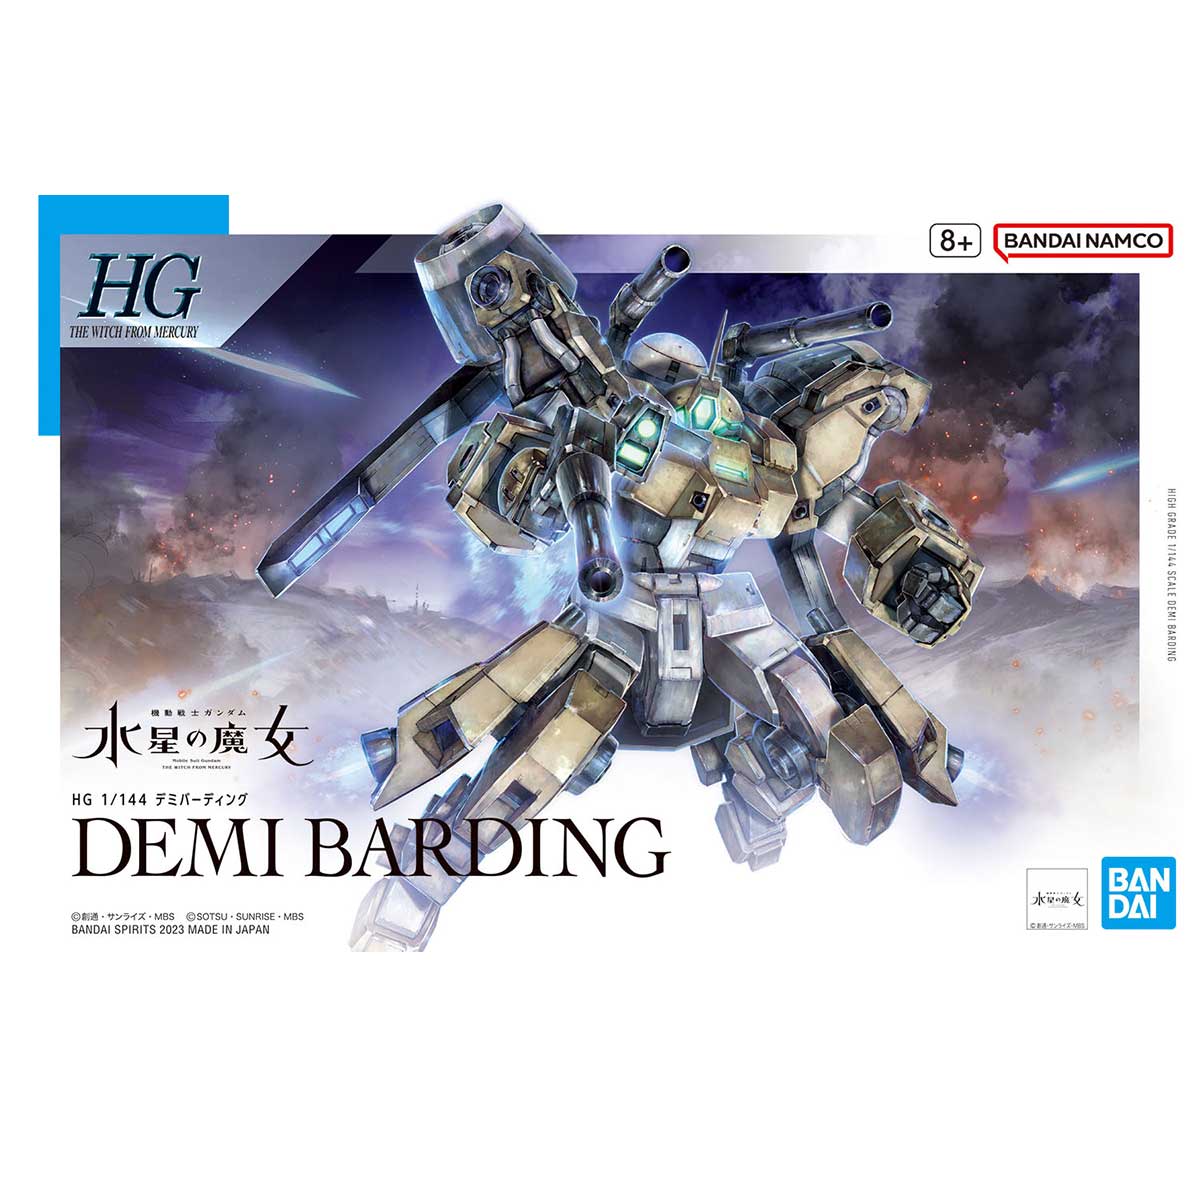 HG
THE WITCH FROM MERCURY
8+
BANDAI NAMCO
HIGH GRADE 1/144 SCALE DEMI BARDING
機動戦士ガンダム
水星の魔女
Mobile Suit Gundam
THE WITCH FROM MERCURY
HG 1/144 デミバーディング
DEMI BARDING
©創通・サンライズ・MBS ©SOTSU・SUNRISE・MBS
BANDAI SPIRITS 2023 MADE IN JAPAN
水星の魔女
©創通・サンライズ・MBS
BAN
DAI